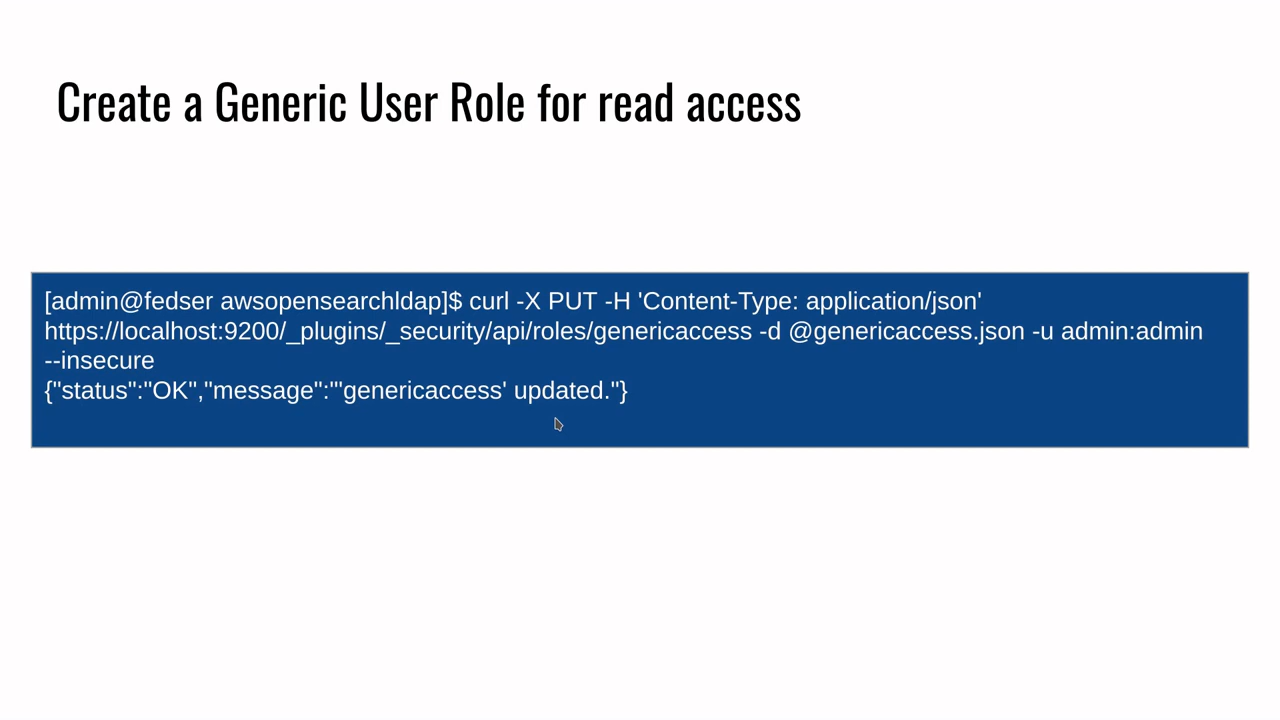 Create a Generic User Role for read access
[admin@fedser awsopensearchldap]$ curl -X PUT -H 'Content-Type: application/json'
https://localhost:9200/_plugins/_security/api/roles/genericaccess -d @genericaccess.json -u admin:admin
--insecure
{"status":"OK","message":"'genericaccess' updated."}